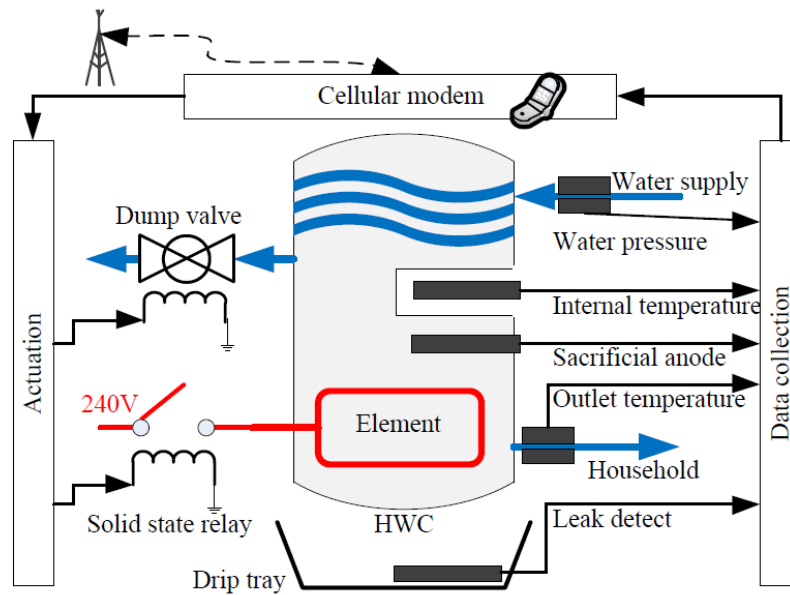 Cellular modem
Water supply
Dump valve
Water pressure
Internal temperature
Actuation
Sacrificial anode
Data collection
240V
Outlet temperature
Element
Household
Solid state relay
HWC
Leak detect
Drip tray